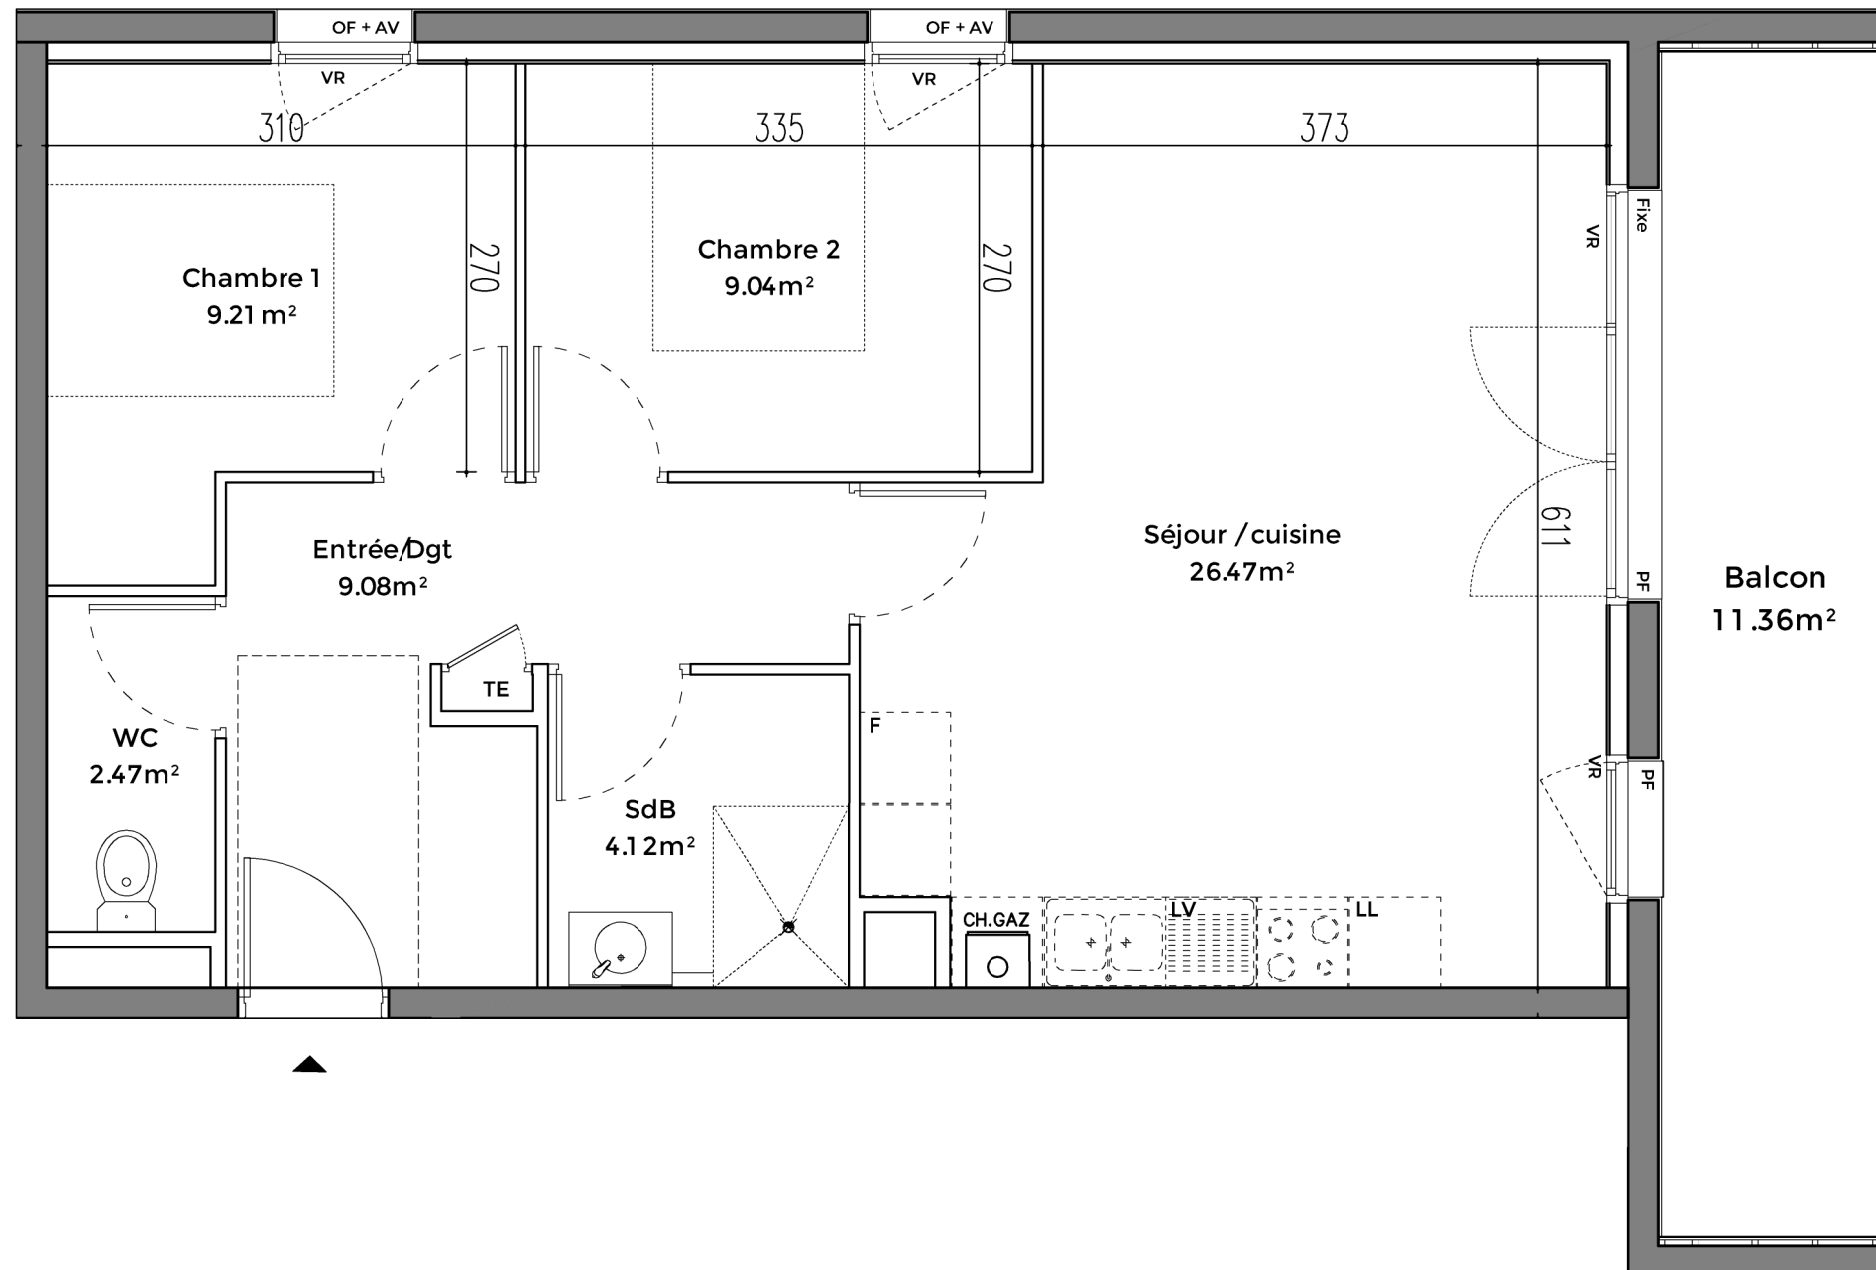 OF + AV
OF + AV
VR
VR
310
335
373
Chambre 1
9.21 m²
270
Chambre 2
9.04m²
270
VR
Fixe
Entrée/Dgt
9.08m²
Séjour / cuisine
26.47m²
611
PF
Balcon
11.36m²
TE
WC
2.47m²
F
VR
PF
SdB
4.12m²
CH.GAZ
LV
LL